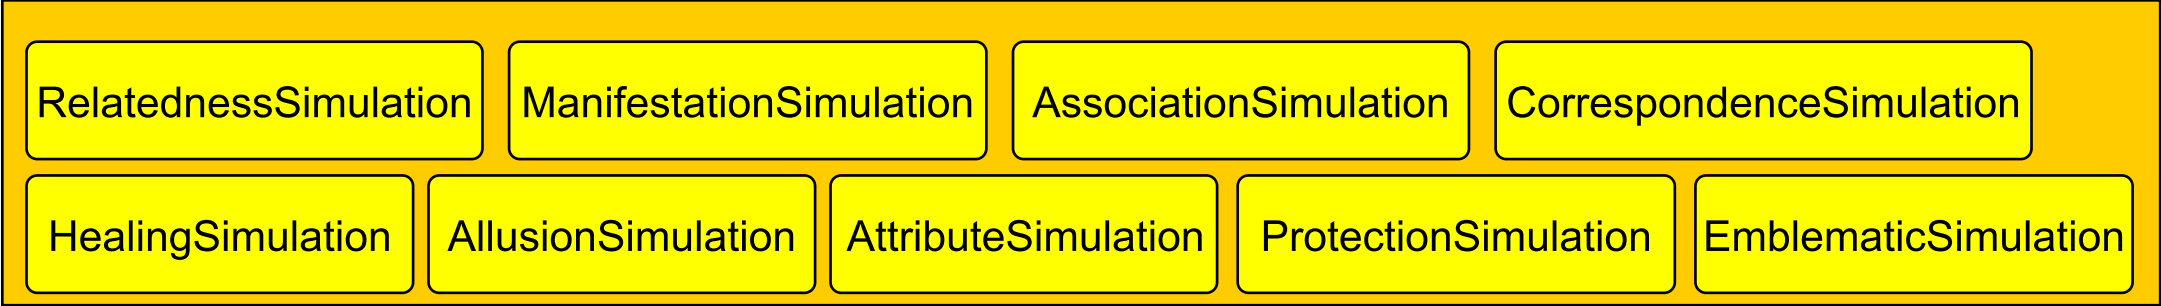 RelatednessSimulation ManifestationSimulation AssociationSimulation CorrespondenceSimulation
HealingSimulation AllusionSimulation AttributeSimulation ProtectionSimulation EmblematicSimulation